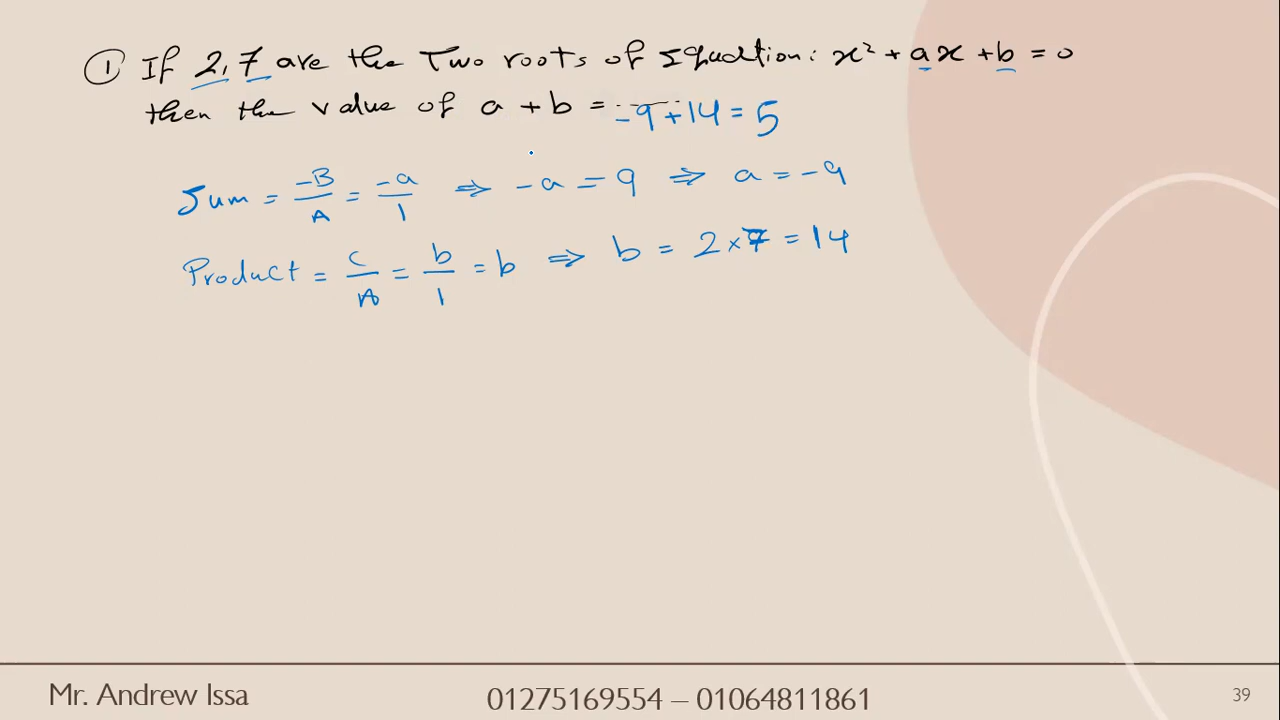 ① If 2, 7 are the Two roots of Equation: x² + ax + b = 0
then the value of a + b = ........ -9 + 14 = 5
Sum = -B/A = -a/1 ⇒ -a = 9 ⇒ a = -9
Product = C/A = b/1 = b ⇒ b = 2 × 7 = 14
Mr. Andrew Issa
01275169554 – 01064811861
39